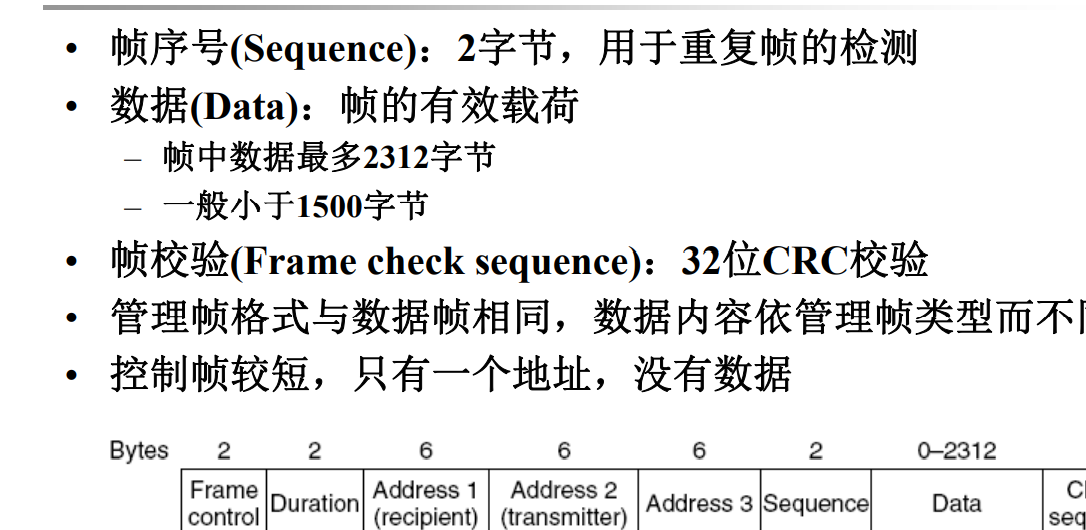 • 帧序号(Sequence)：2字节，用于重复帧的检测
• 数据(Data)：帧的有效载荷
– 帧中数据最多2312字节
– 一般小于1500字节
• 帧校验(Frame check sequence)：32位CRC校验
• 管理帧格式与数据帧相同，数据内容依管理帧类型而不
• 控制帧较短，只有一个地址，没有数据
Bytes 2 2 6 6 6 2 0–2312
Frame control Duration Address 1 (recipient) Address 2 (transmitter) Address 3 Sequence Data